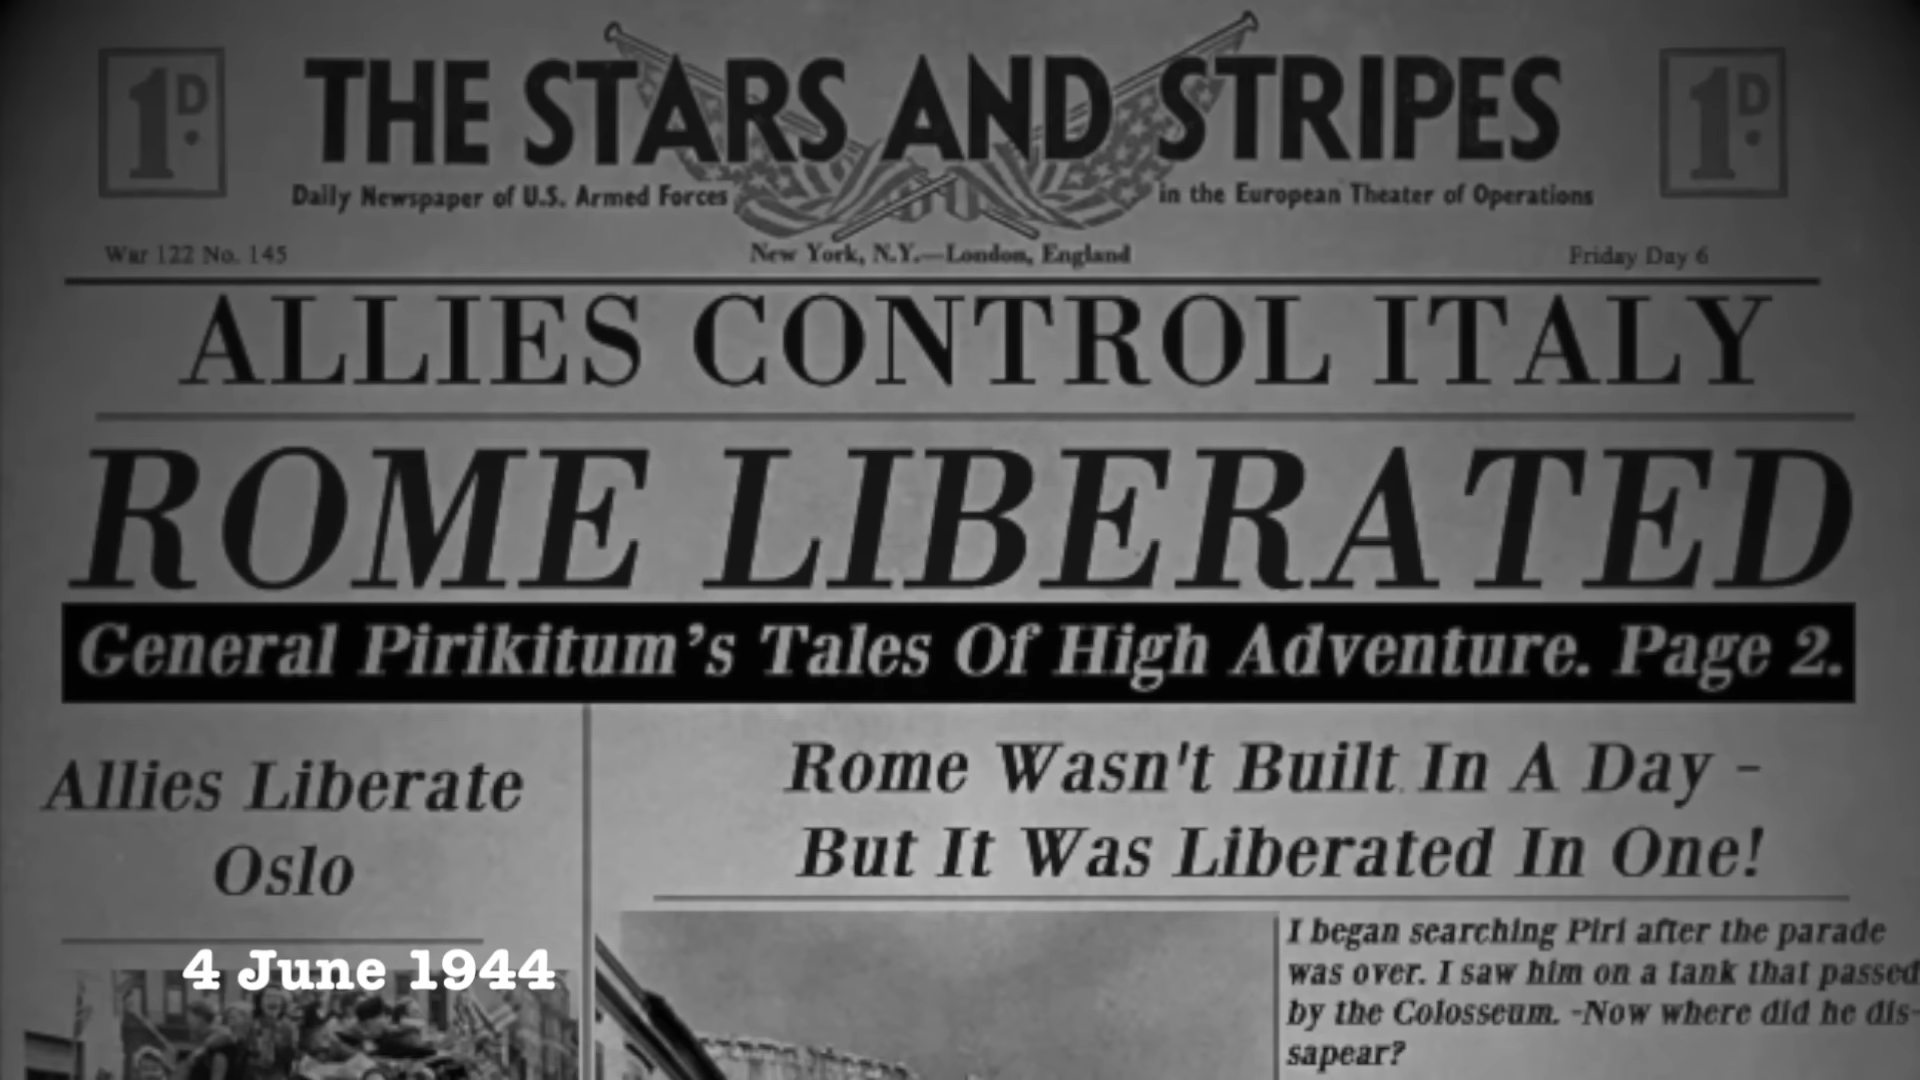 1D.
THE STARS AND STRIPES
1D.
Daily Newspaper of U.S. Armed Forces
in the European Theater of Operations
War 122 No. 145
New York, N.Y.—London, England
Friday Day 6
ALLIES CONTROL ITALY
ROME LIBERATED
General Pirikitum's Tales Of High Adventure. Page 2.
Allies Liberate
Oslo
4 June 1944
Rome Wasn't Built In A Day -
But It Was Liberated In One!
I began searching Piri after the parade
was over. I saw him on a tank that passed
by the Colosseum. -Now where did he dis-
sapear?